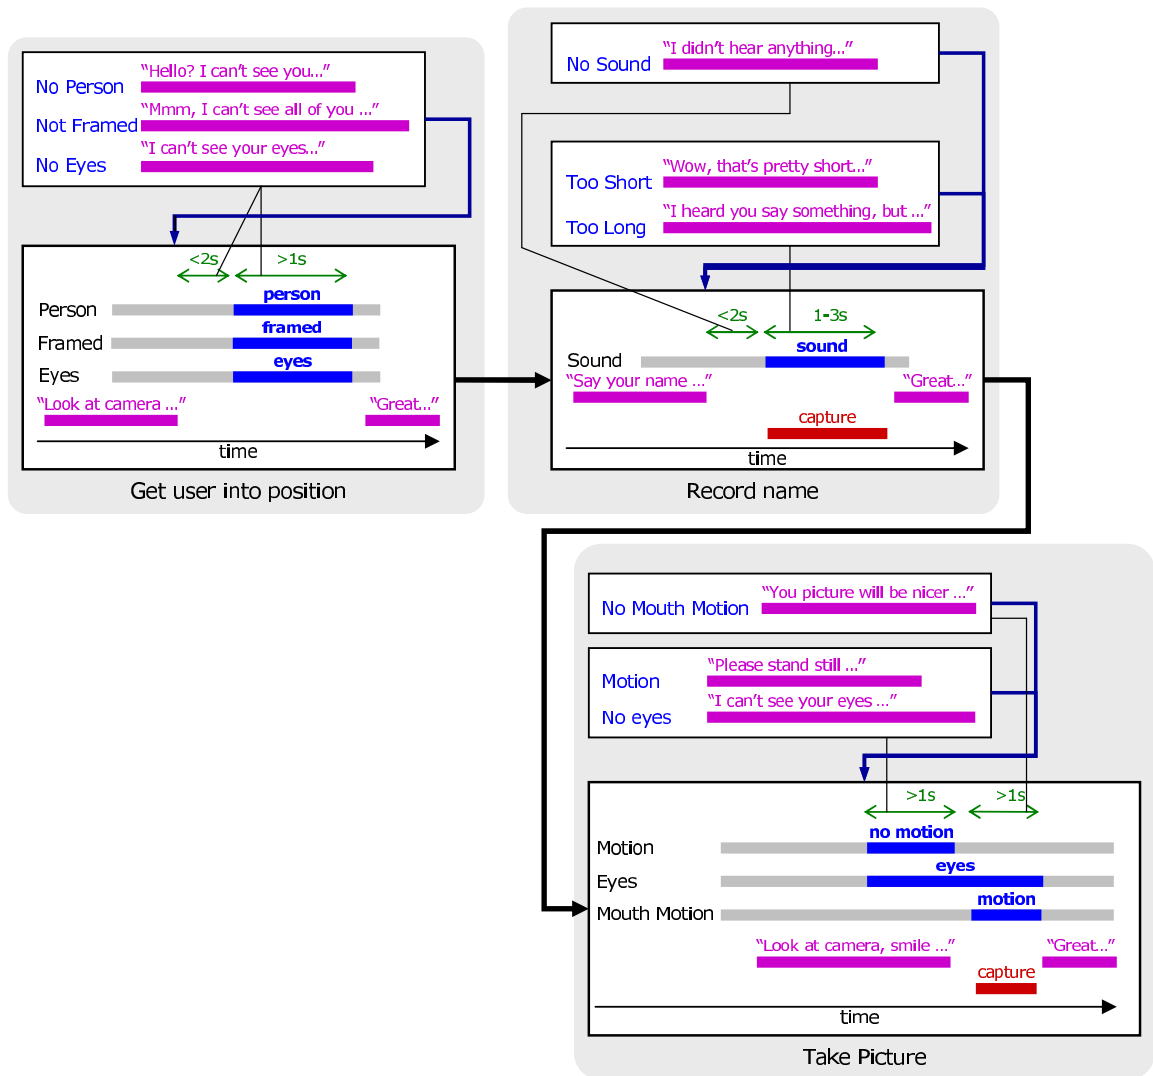 “Hello? I can’t see you...”
No Person
“Mmm, I can’t see all of you ...”
Not Framed
“I can’t see your eyes...”
No Eyes
<2s
>1s
person
Person
framed
Framed
eyes
Eyes
“Look at camera ...”
“Great...”
time
Get user into position
“I didn’t hear anything...”
No Sound
“Wow, that’s pretty short...”
Too Short
“I heard you say something, but ...”
Too Long
<2s
1-3s
sound
Sound
“Say your name ...”
“Great...”
capture
time
Record name
“You picture will be nicer ...”
No Mouth Motion
“Please stand still ...”
Motion
“I can’t see your eyes ...”
No eyes
>1s
>1s
no motion
Motion
eyes
Eyes
motion
Mouth Motion
“Look at camera, smile ...”
“Great...”
capture
time
Take Picture